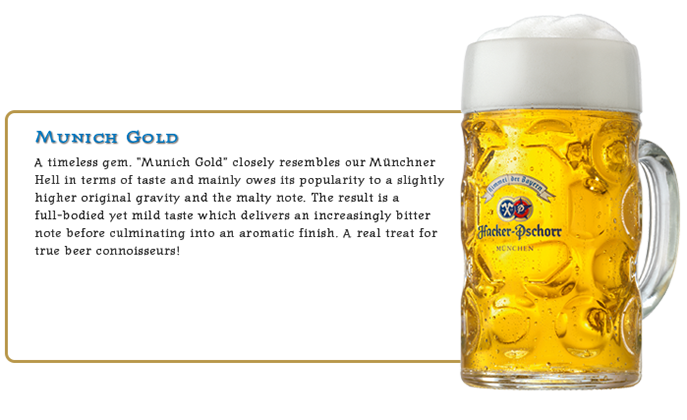 Munich Gold
A timeless gem. "Munich Gold" closely resembles our Münchner
Hell in terms of taste and mainly owes its popularity to a slightly
higher original gravity and the malty note. The result is a
full-bodied yet mild taste which delivers an increasingly bitter
note before culminating into an aromatic finish. A real treat for
true beer connoisseurs!
Himmel der Bayern
H P
Hacker-Pschorr
MÜNCHEN